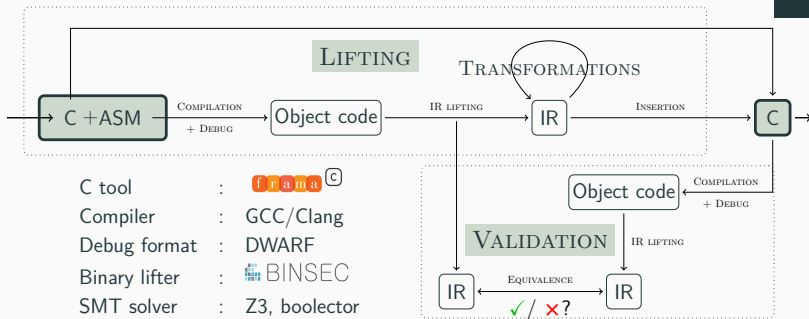 LIFTING
TRANSFORMATIONS
C +ASM
COMPILATION
+ DEBUG
Object code
IR LIFTING
IR
INSERTION
C
C tool : frama C
Compiler : GCC/Clang
Debug format : DWARF
Binary lifter : BINSEC
SMT solver : Z3, boolector
Object code
COMPILATION
+ DEBUG
VALIDATION
IR LIFTING
IR
EQUIVALENCE
✓/ ×?
IR